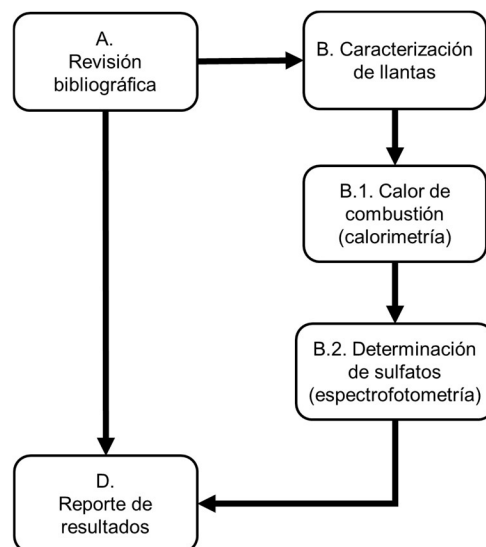 A.
Revisión
bibliográfica
B. Caracterización
de llantas
B.1. Calor de
combustión
(calorimetría)
B.2. Determinación
de sulfatos
(espectrofotometría)
D.
Reporte de
resultados